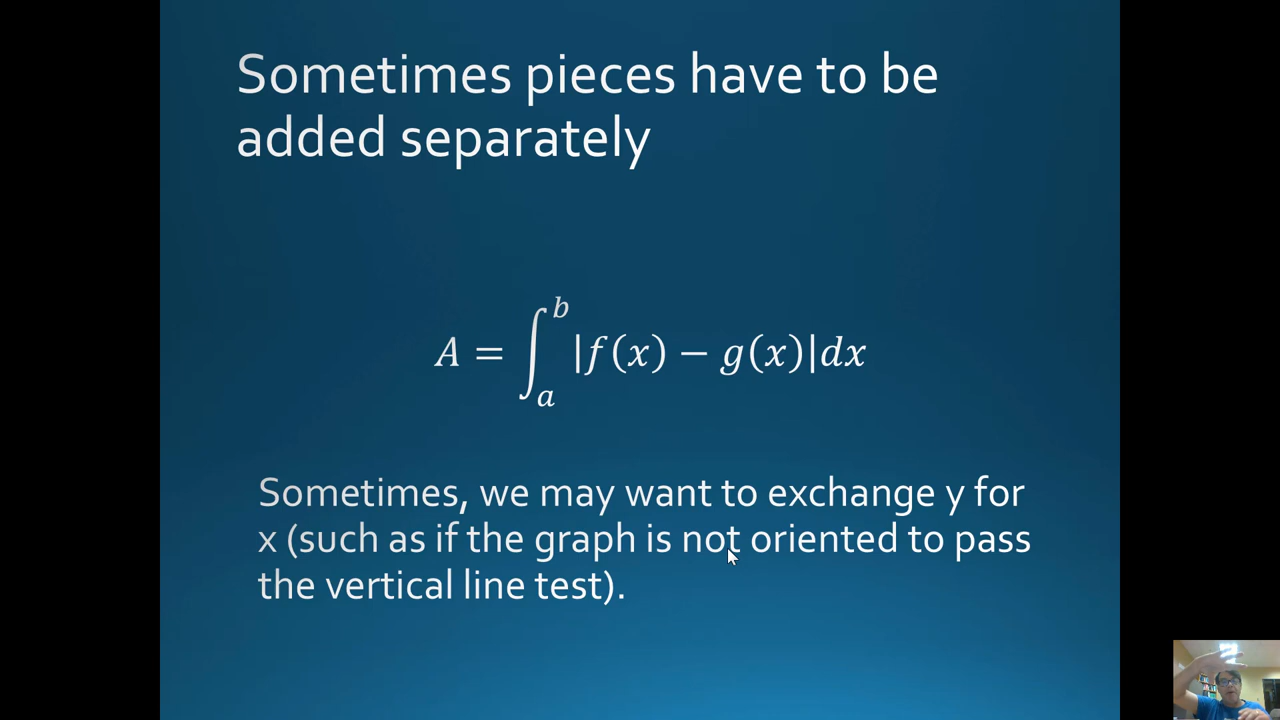 Sometimes pieces have to be
added separately
A = ∫_a^b |f(x) − g(x)|dx
Sometimes, we may want to exchange y for
x (such as if the graph is not oriented to pass
the vertical line test).